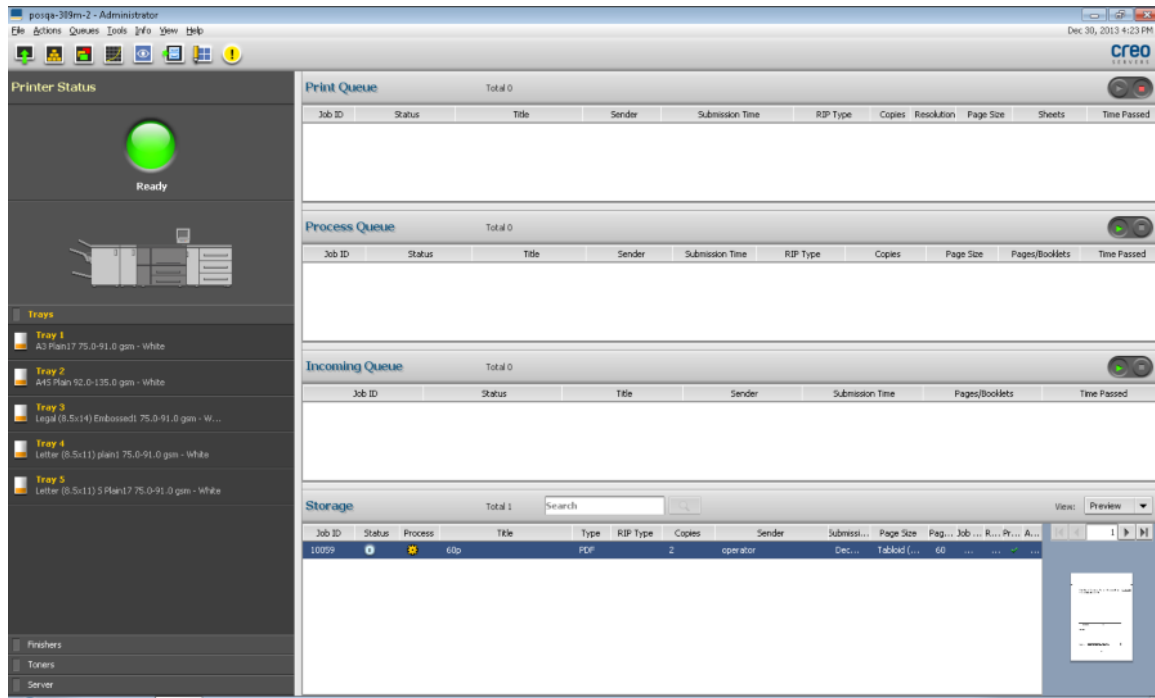 posqa-389m-2 - Administrator
File Actions Queues Tools Info View Help
Dec 30, 2013 4:23 PM
creo
SERVERS
Printer Status
Ready
Trays
Tray 1
A3 Plain17 75.0-91.0 gsm - White
Tray 2
A4S Plain 92.0-135.0 gsm - White
Tray 3
Legal (8.5x14) Embossed1 75.0-91.0 gsm - W...
Tray 4
Letter (8.5x11) plain1 75.0-91.0 gsm - White
Tray 5
Letter (8.5x11) S Plain17 75.0-91.0 gsm - White
Finishers
Toners
Server
Print Queue Total 0
Job ID Status Title Sender Submission Time RIP Type Copies Resolution Page Size Sheets Time Passed
Process Queue Total 0
Job ID Status Title Sender Submission Time RIP Type Copies Page Size Pages/Booklets Time Passed
Incoming Queue Total 0
Job ID Status Title Sender Submission Time Pages/Booklets Time Passed
Storage Total 1 Search View: Preview
Job ID Status Process Title Type RIP Type Copies Sender Submissi... Page Size Pag... Job ... R... Pr... A... 1
10059 60p PDF 2 operator Dec... Tabloid (... 60 ... ... ...